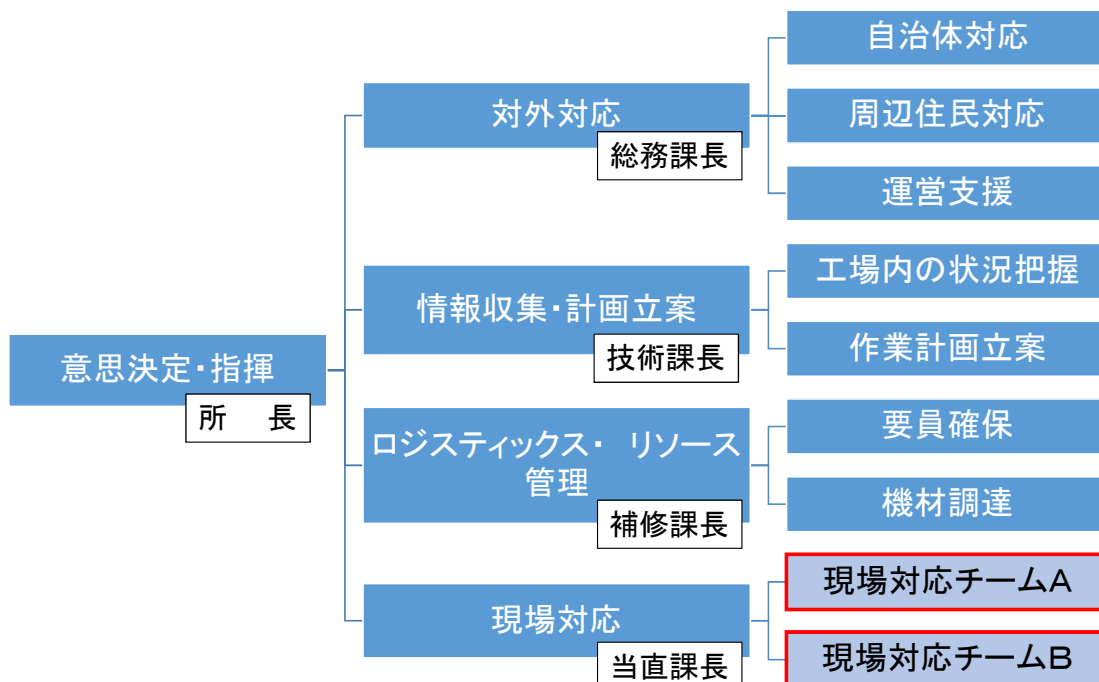 意思決定・指揮
所　長
対外対応
総務課長
自治体対応
周辺住民対応
運営支援
情報収集・計画立案
技術課長
工場内の状況把握
作業計画立案
ロジスティックス・　リソース
管理
補修課長
要員確保
機材調達
現場対応
当直課長
現場対応チームA
現場対応チームB